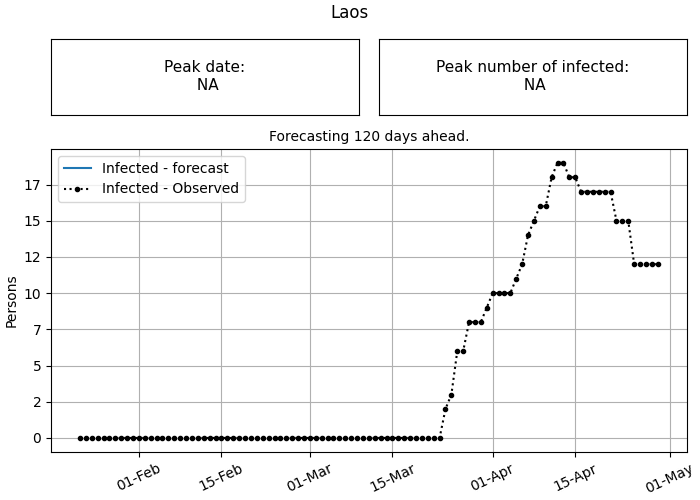 Laos
Peak date:
NA
Peak number of infected:
NA
Forecasting 120 days ahead.
Infected - forecast
Infected - Observed
Persons
17
15
12
10
7
5
2
0
01-Feb
15-Feb
01-Mar
15-Mar
01-Apr
15-Apr
01-May